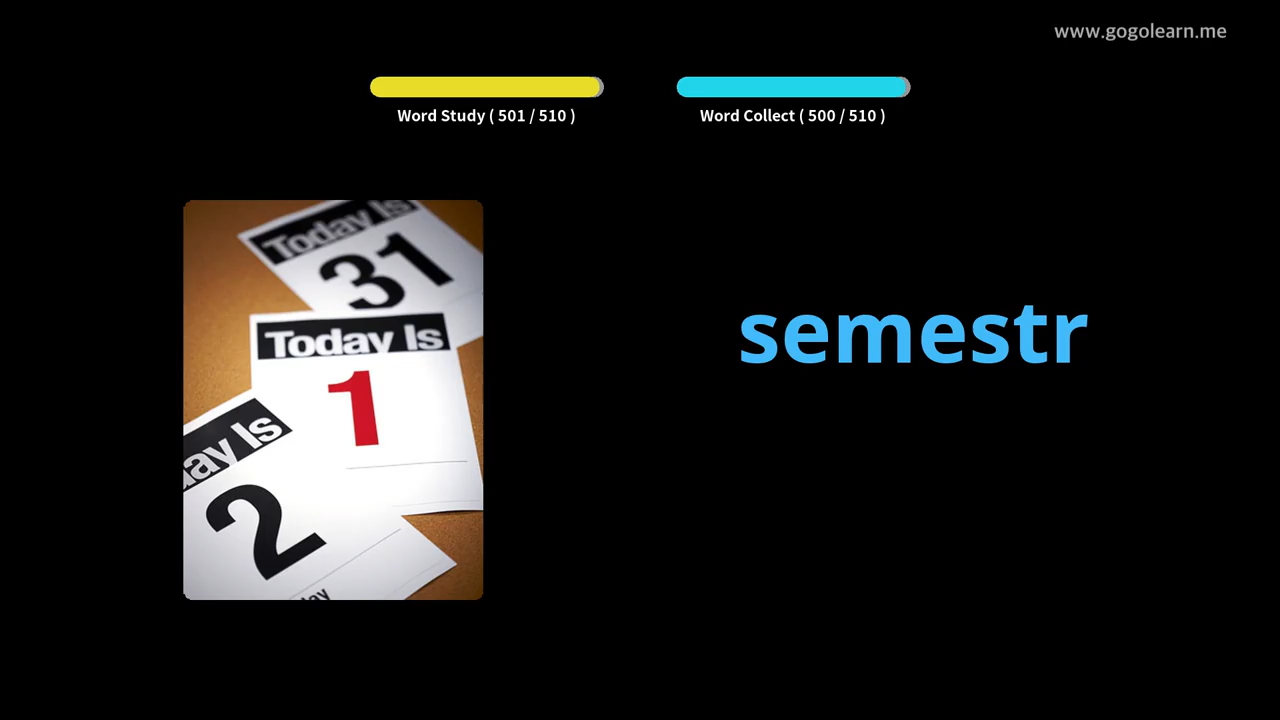 www.gogolearn.me
Word Study ( 501 / 510 )
Word Collect ( 500 / 510 )
Today Is
31
Today Is
1
semestr
ay Is
2
ay